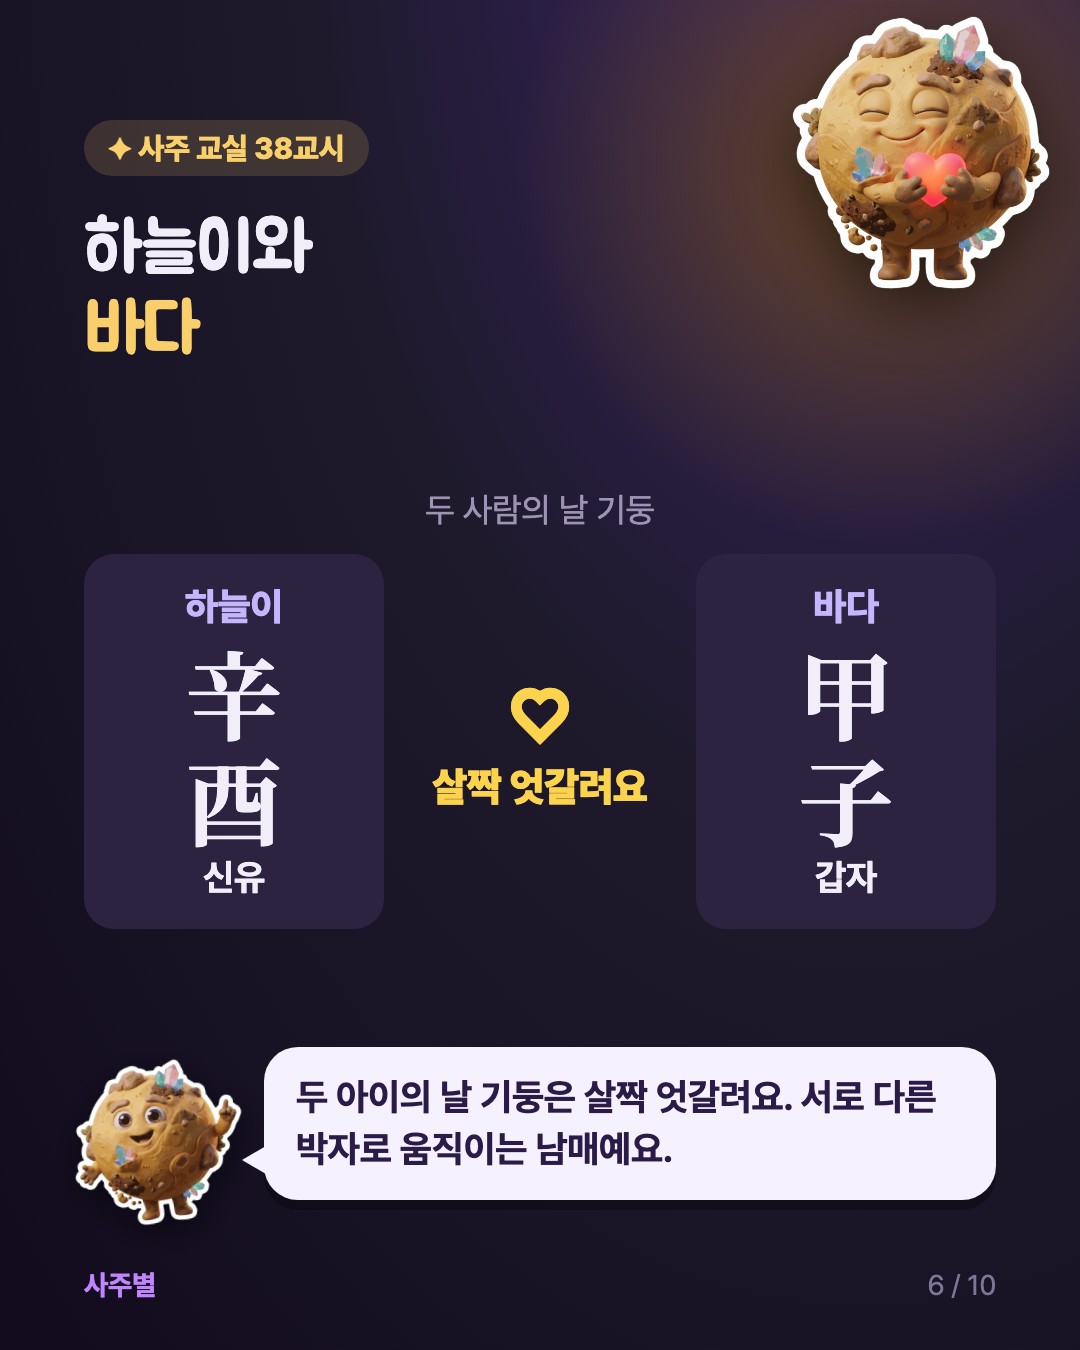 사주 교실 38교시
하늘이와
바다
두 사람의 날 기둥
하늘이
辛
酉
신유
살짝 엇갈려요
바다
甲
子
갑자
두 아이의 날 기둥은 살짝 엇갈려요. 서로 다른
박자로 움직이는 남매예요.
사주별
6 / 10